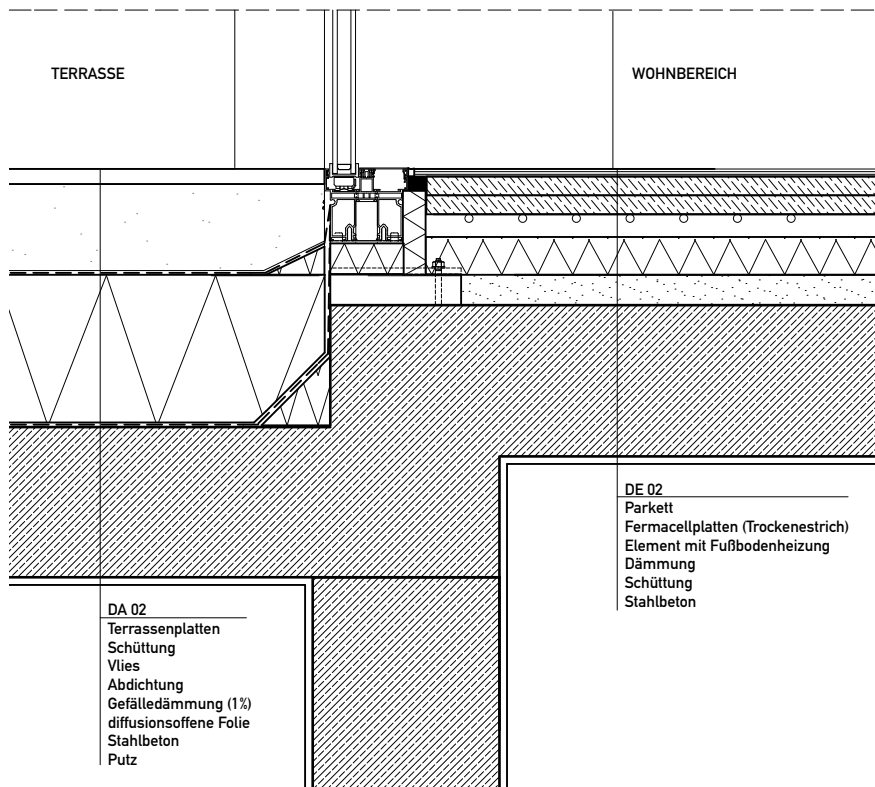 TERRASSE
WOHNBEREICH
DE 02
Parkett
Fermacellplatten (Trockenestrich)
Element mit Fußbodenheizung
Dämmung
Schüttung
Stahlbeton
DA 02
Terrassenplatten
Schüttung
Vlies
Abdichtung
Gefälledämmung (1%)
diffusionsoffene Folie
Stahlbeton
Putz